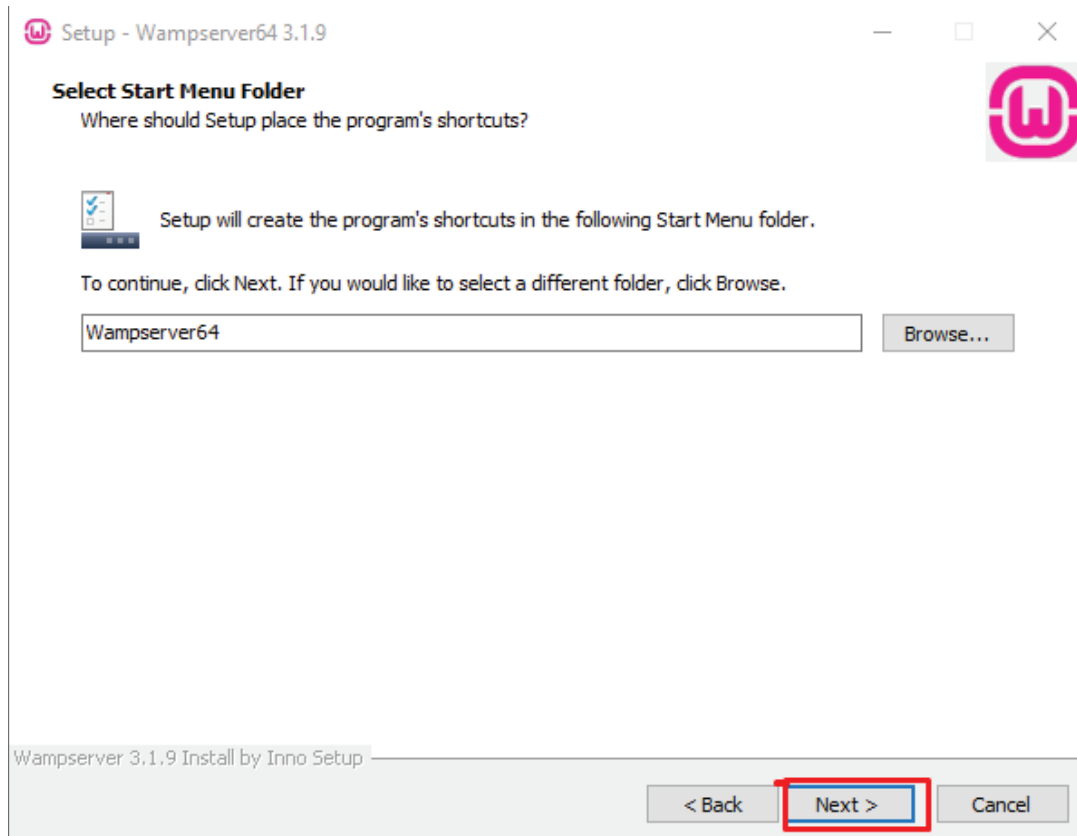 Setup - Wampserver64 3.1.9
Select Start Menu Folder
Where should Setup place the program's shortcuts?
Setup will create the program's shortcuts in the following Start Menu folder.
To continue, click Next. If you would like to select a different folder, click Browse.
Wampserver64
Browse...
Wampserver 3.1.9 Install by Inno Setup
< Back
Next >
Cancel